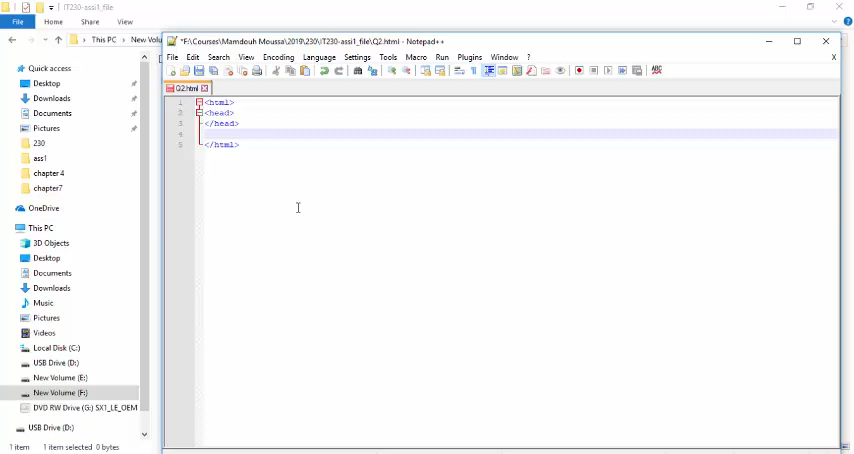 IT230-assi1_file
File Home Share View
This PC > New Volu
Quick access
Desktop
Downloads
Documents
Pictures
230
ass1
chapter 4
chapter7
OneDrive
This PC
3D Objects
Desktop
Documents
Downloads
Music
Pictures
Videos
Local Disk (C:)
USB Drive (D:)
New Volume (E:)
New Volume (F:)
DVD RW Drive (G:) SX1_LE_OEM
USB Drive (D:)
1 item 1 item selected 0 bytes
*F:\Courses\Mamdouh Moussa\2019\230\IT230-assi1_file\Q2.html - Notepad++
File Edit Search View Encoding Language Settings Tools Macro Run Plugins Window ? X
Q2.html
1 <html>
2 <head>
3 </head>
4
5 </html>